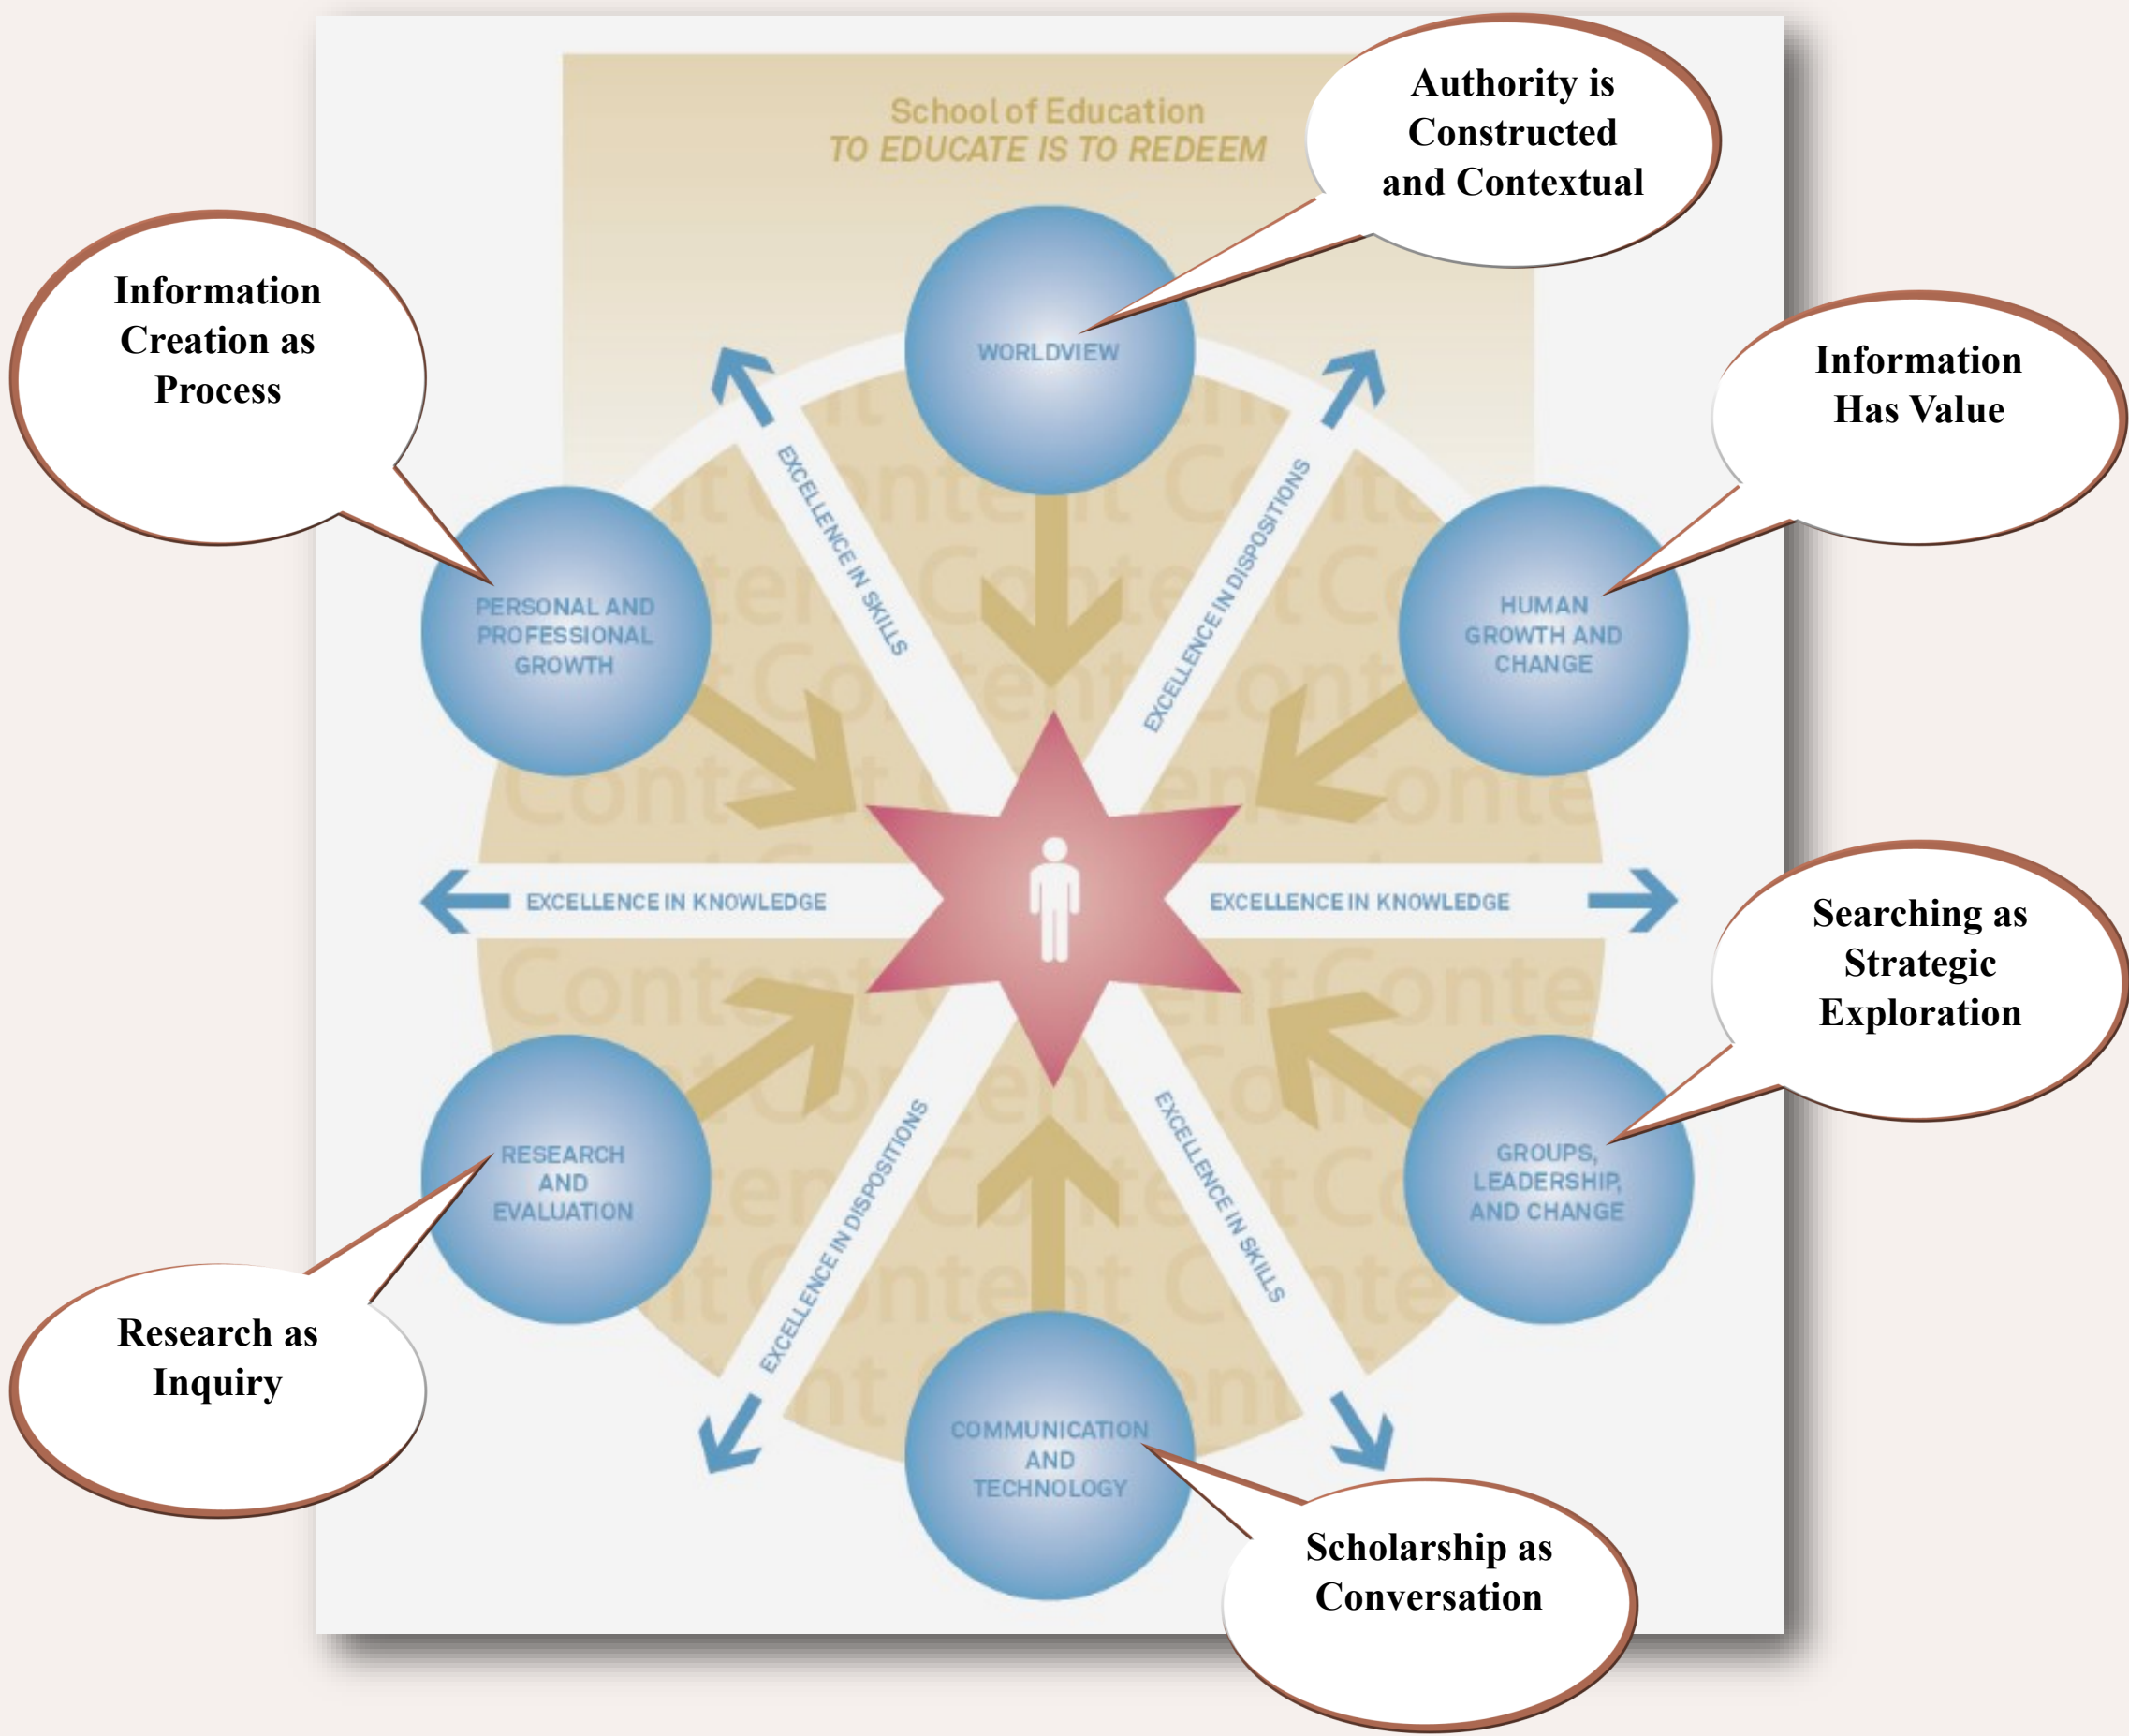 School of Education
TO EDUCATE IS TO REDEEM
Authority is
Constructed
and Contextual
Information
Creation as
Process
WORLDVIEW
Information
Has Value
EXCELLENCE IN SKILLS
EXCELLENCE IN DISPOSITIONS
PERSONAL AND
PROFESSIONAL
GROWTH
HUMAN
GROWTH AND
CHANGE
EXCELLENCE IN KNOWLEDGE
EXCELLENCE IN KNOWLEDGE
Searching as
Strategic
Exploration
RESEARCH
AND
EVALUATION
GROUPS,
LEADERSHIP,
AND CHANGE
EXCELLENCE IN DISPOSITIONS
EXCELLENCE IN SKILLS
Research as
Inquiry
COMMUNICATION
AND
TECHNOLOGY
Scholarship as
Conversation